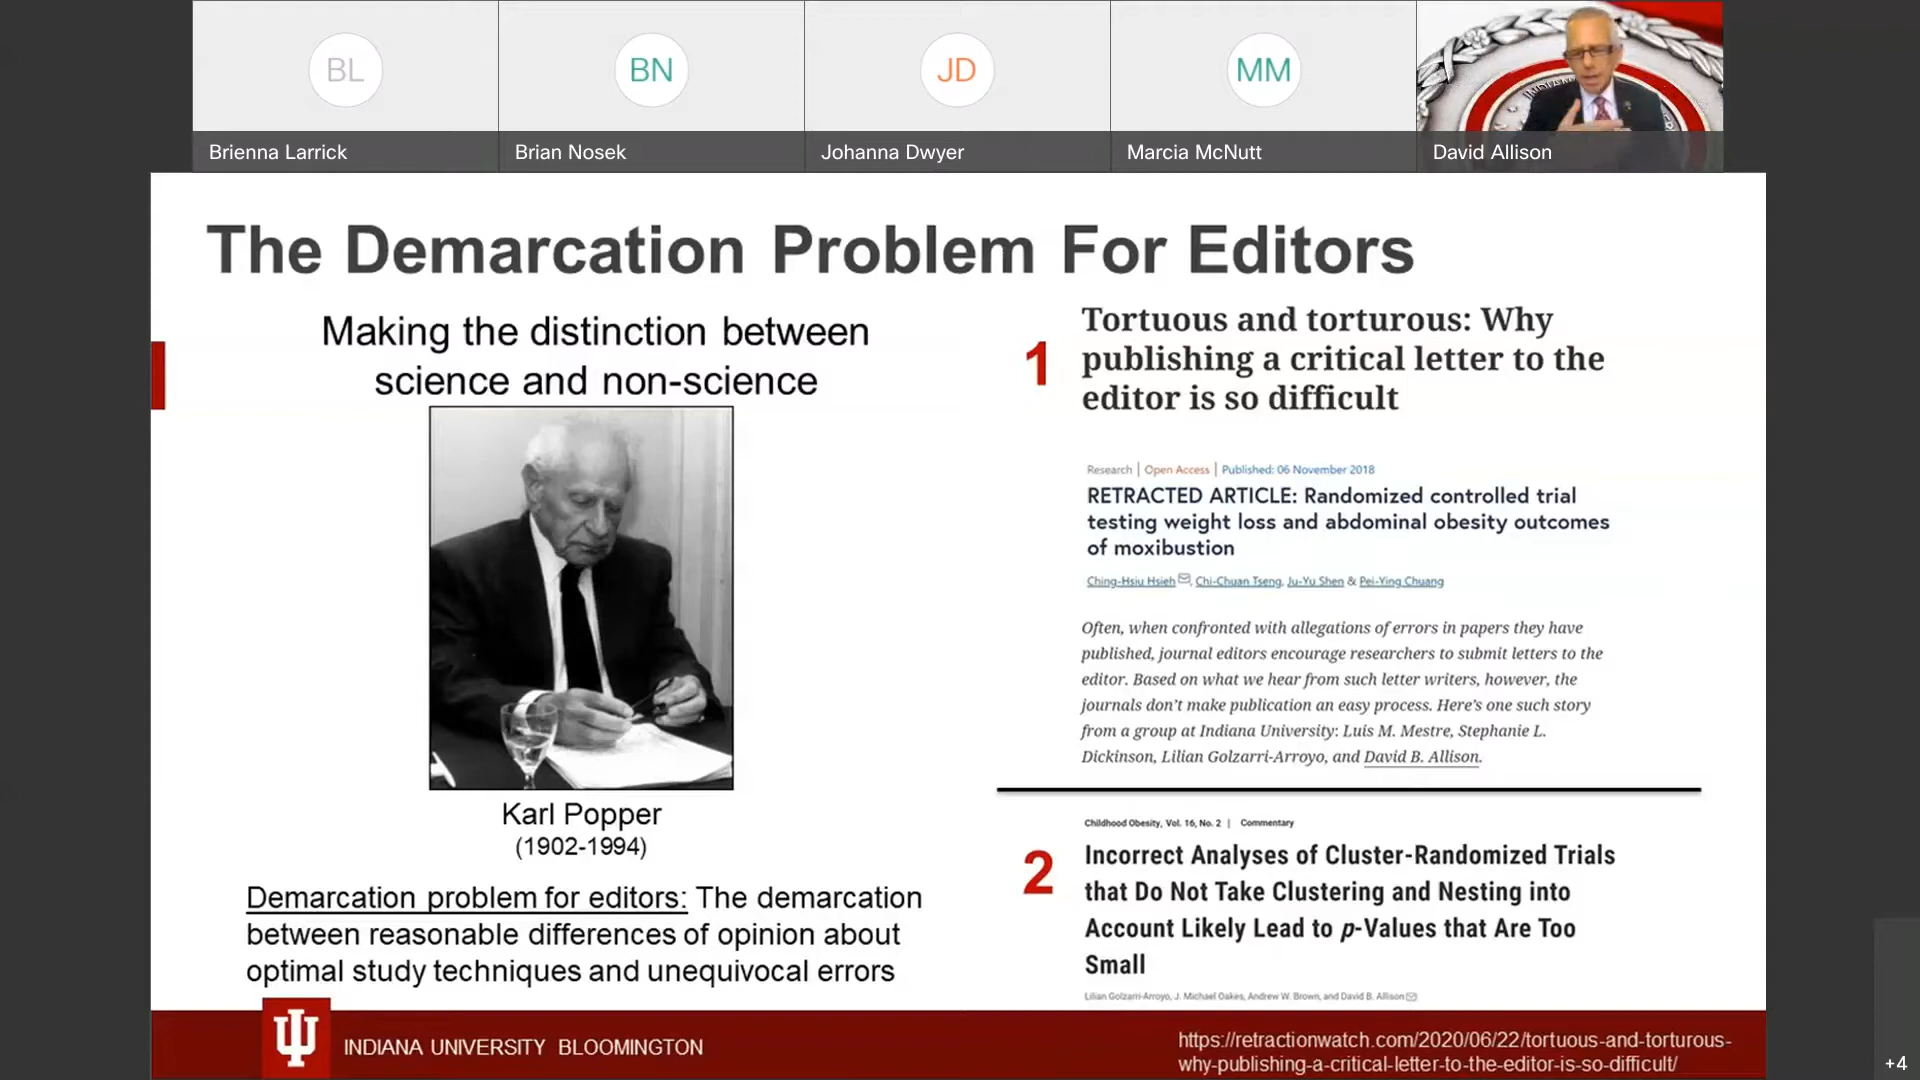 BL
BN
JD
MM
Brienna Larrick
Brian Nosek
Johanna Dwyer
Marcia McNutt
David Allison
The Demarcation Problem For Editors
Making the distinction between
science and non-science
Karl Popper
(1902-1994)
Demarcation problem for editors: The demarcation
between reasonable differences of opinion about
optimal study techniques and unequivocal errors
1
Tortuous and torturous: Why
publishing a critical letter to the
editor is so difficult
Research | Open Access | Published: 06 November 2018
RETRACTED ARTICLE: Randomized controlled trial
testing weight loss and abdominal obesity outcomes
of moxibustion
Ching-Hsiu Hsieh, Chi-Chuan Tseng, Ju-Yu Shen & Pei-Ying Chuang
Often, when confronted with allegations of errors in papers they have
published, journal editors encourage researchers to submit letters to the
editor. Based on what we hear from such letter writers, however, the
journals don't make publication an easy process. Here's one such story
from a group at Indiana University: Luis M. Mestre, Stephanie L.
Dickinson, Lilian Golzarri-Arroyo, and David B. Allison.
Childhood Obesity, Vol. 16, No. 2 | Commentary
2
Incorrect Analyses of Cluster-Randomized Trials
that Do Not Take Clustering and Nesting into
Account Likely Lead to p-Values that Are Too
Small
Lilian Golzarri-Arroyo, J. Michael Oakes, Andrew W. Brown, and David B. Allison
INDIANA UNIVERSITY BLOOMINGTON
https://retractionwatch.com/2020/06/22/tortuous-and-torturous-
why-publishing-a-critical-letter-to-the-editor-is-so-difficult/
+4